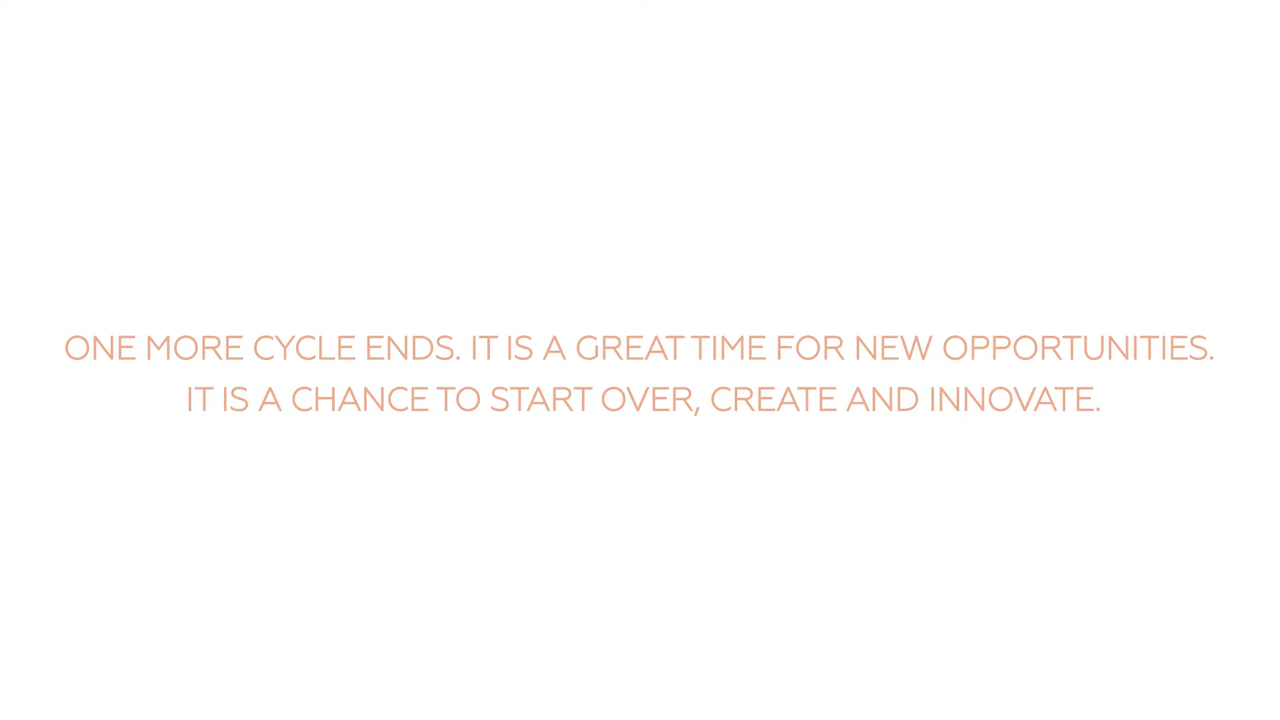 ONE MORE CYCLE ENDS. IT IS A GREAT TIME FOR NEW OPPORTUNITIES.
IT IS A CHANCE TO START OVER, CREATE AND INNOVATE.